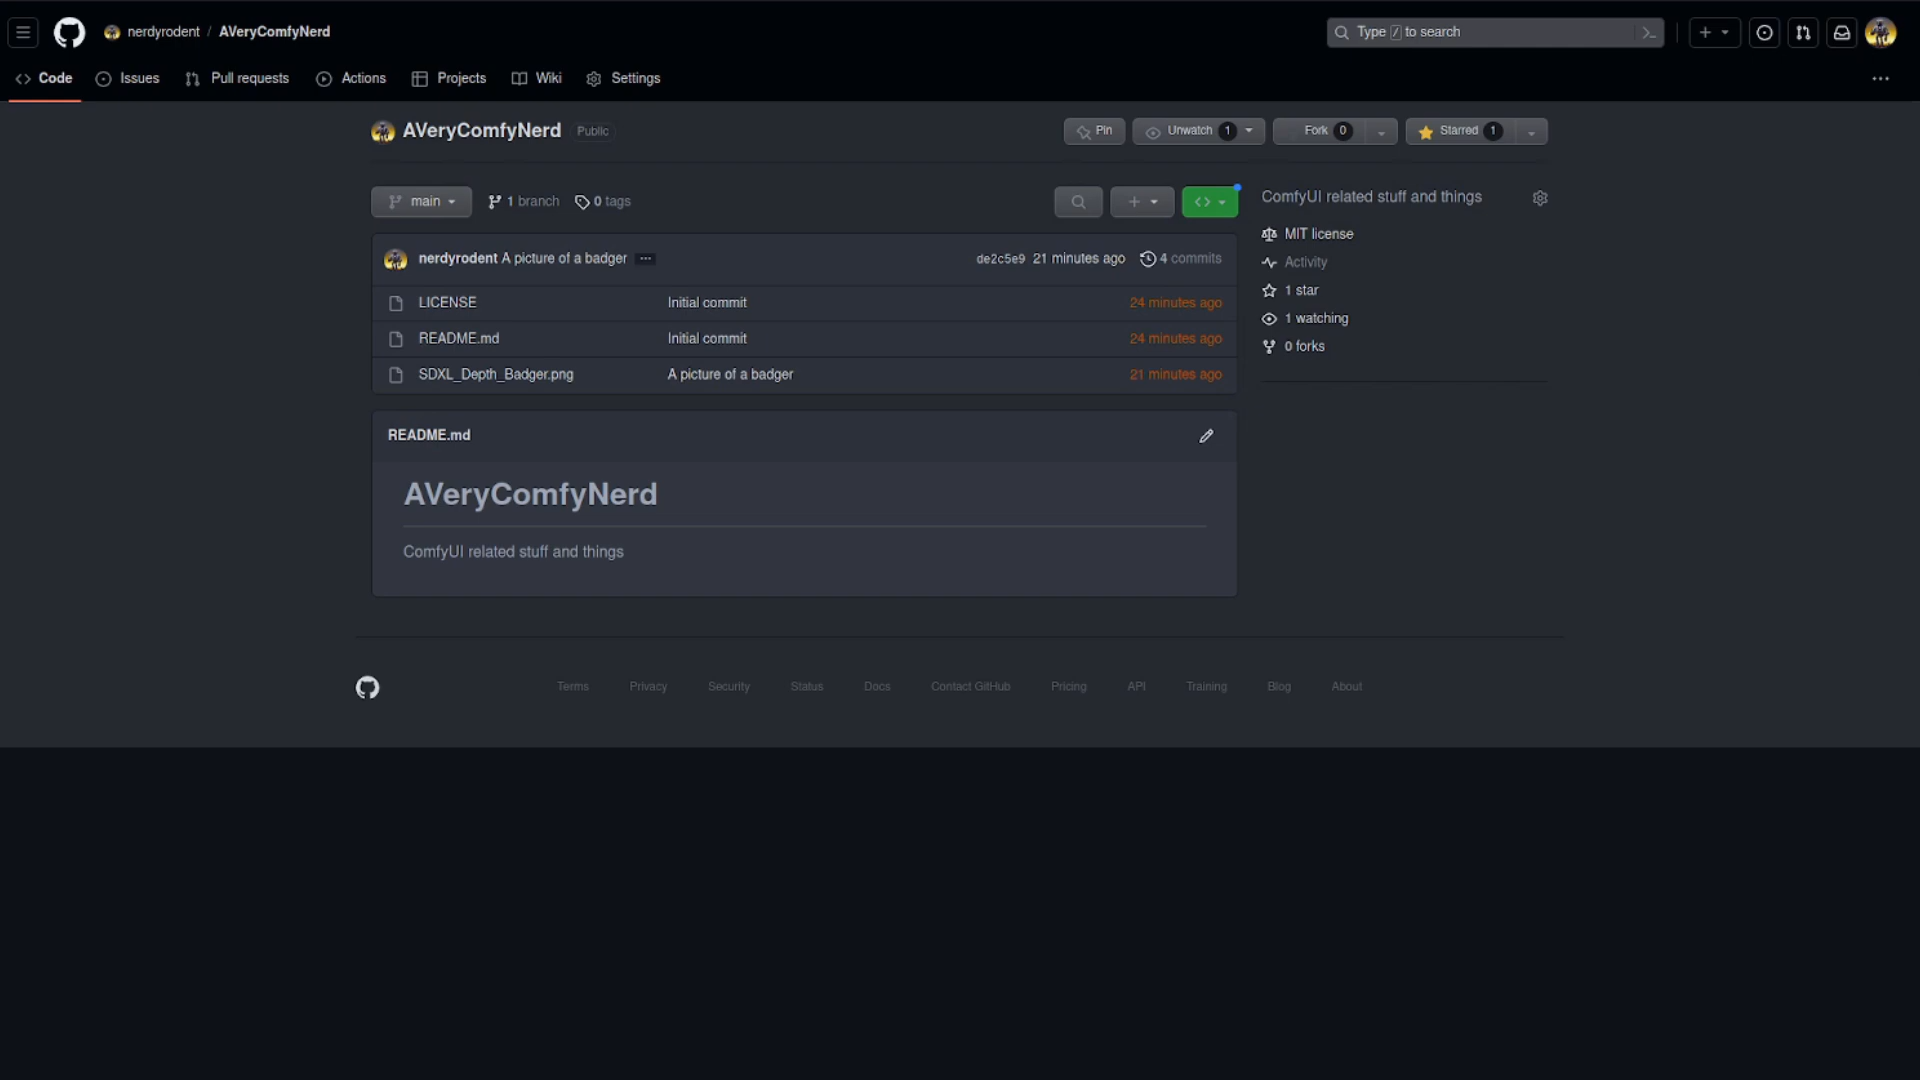 nerdyrodent / AVeryComfyNerd
Type / to search
Code Issues Pull requests Actions Projects Wiki Settings
AVeryComfyNerd Public
Pin Unwatch 1 Fork 0 Starred 1
main 1 branch 0 tags
ComfyUI related stuff and things
MIT license
Activity
1 star
1 watching
0 forks
nerdyrodent A picture of a badger de2c5e9 21 minutes ago 4 commits
LICENSE Initial commit 24 minutes ago
README.md Initial commit 24 minutes ago
SDXL_Depth_Badger.png A picture of a badger 21 minutes ago
README.md
AVeryComfyNerd
ComfyUI related stuff and things
Terms Privacy Security Status Docs Contact GitHub Pricing API Training Blog About